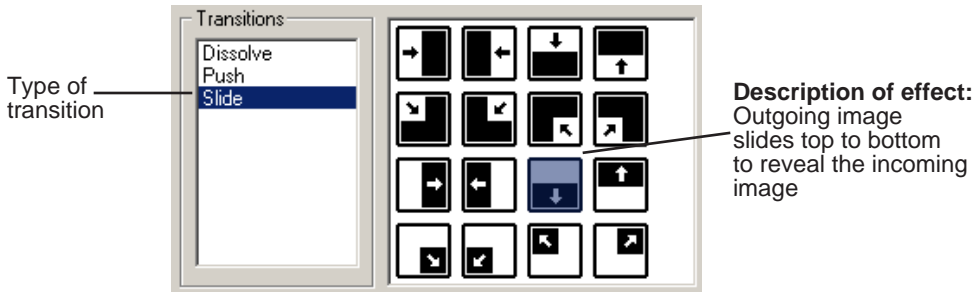 Transitions
Dissolve
Push
Slide
Type of
transition
Description of effect:
Outgoing image
slides top to bottom
to reveal the incoming
image